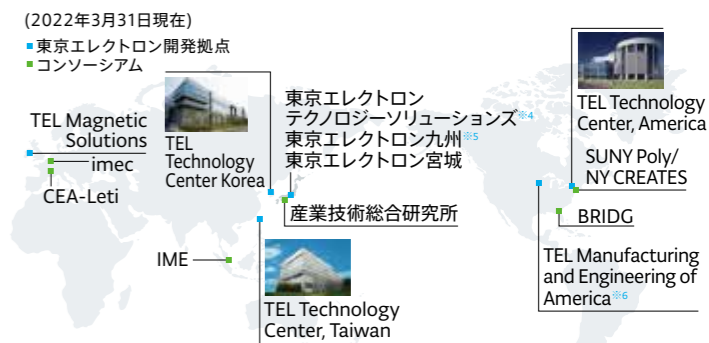 (2022年3月31日現在)
東京エレクトロン開発拠点
コンソーシアム
TEL Magnetic
Solutions
imec
CEA-Leti
TEL
Technology
Center Korea
東京エレクトロン
テクノロジーソリューションズ※4
東京エレクトロン九州※5
東京エレクトロン宮城
産業技術総合研究所
IME
TEL Technology
Center, Taiwan
TEL Technology
Center, America
SUNY Poly/
NY CREATES
BRIDG
TEL Manufacturing
and Engineering of
America※6